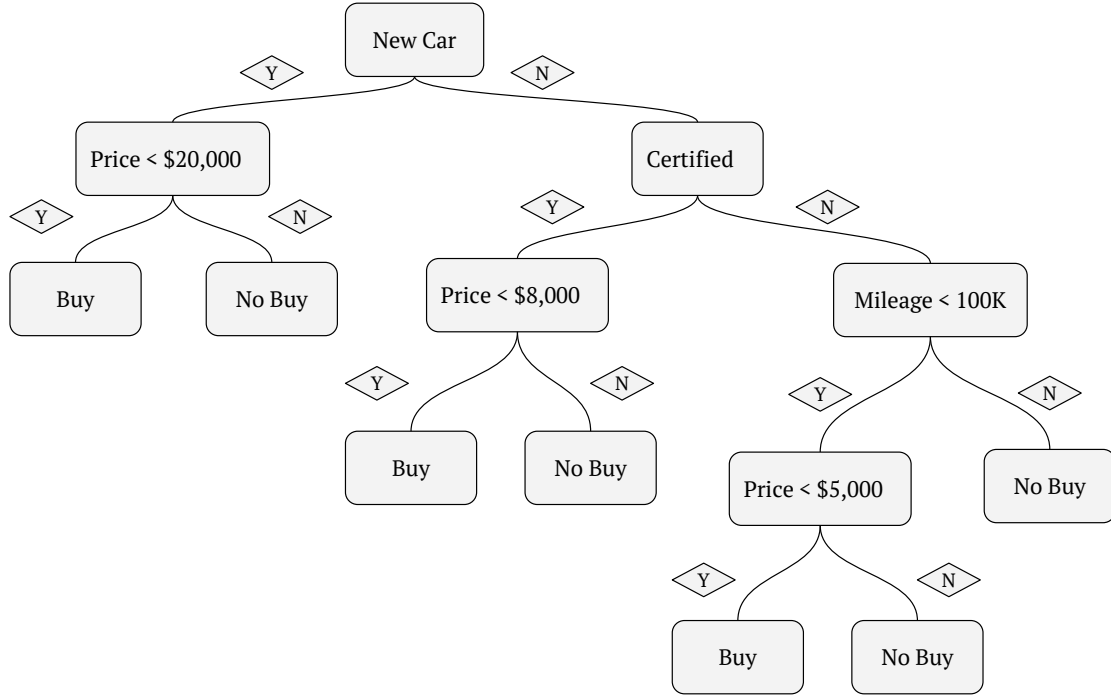 New Car
Y
N
Price < $20,000
Certified
Y
N
Y
N
Buy
No Buy
Price < $8,000
Mileage < 100K
Y
N
Y
N
Buy
No Buy
Price < $5,000
No Buy
Y
N
Buy
No Buy